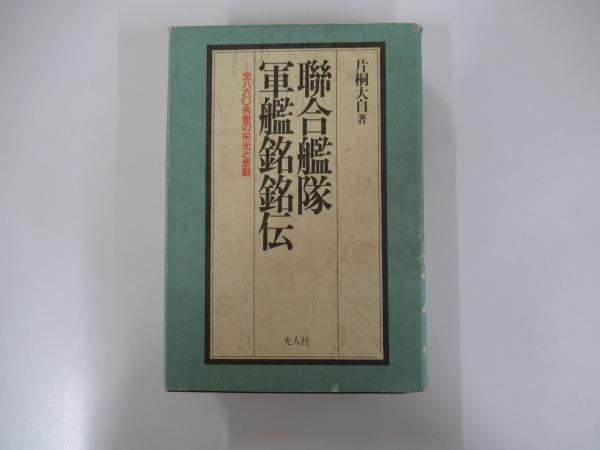 片桐大自著
聯合艦隊
軍艦銘銘伝
―全八六〇余隻の栄光と悲劇
光人社